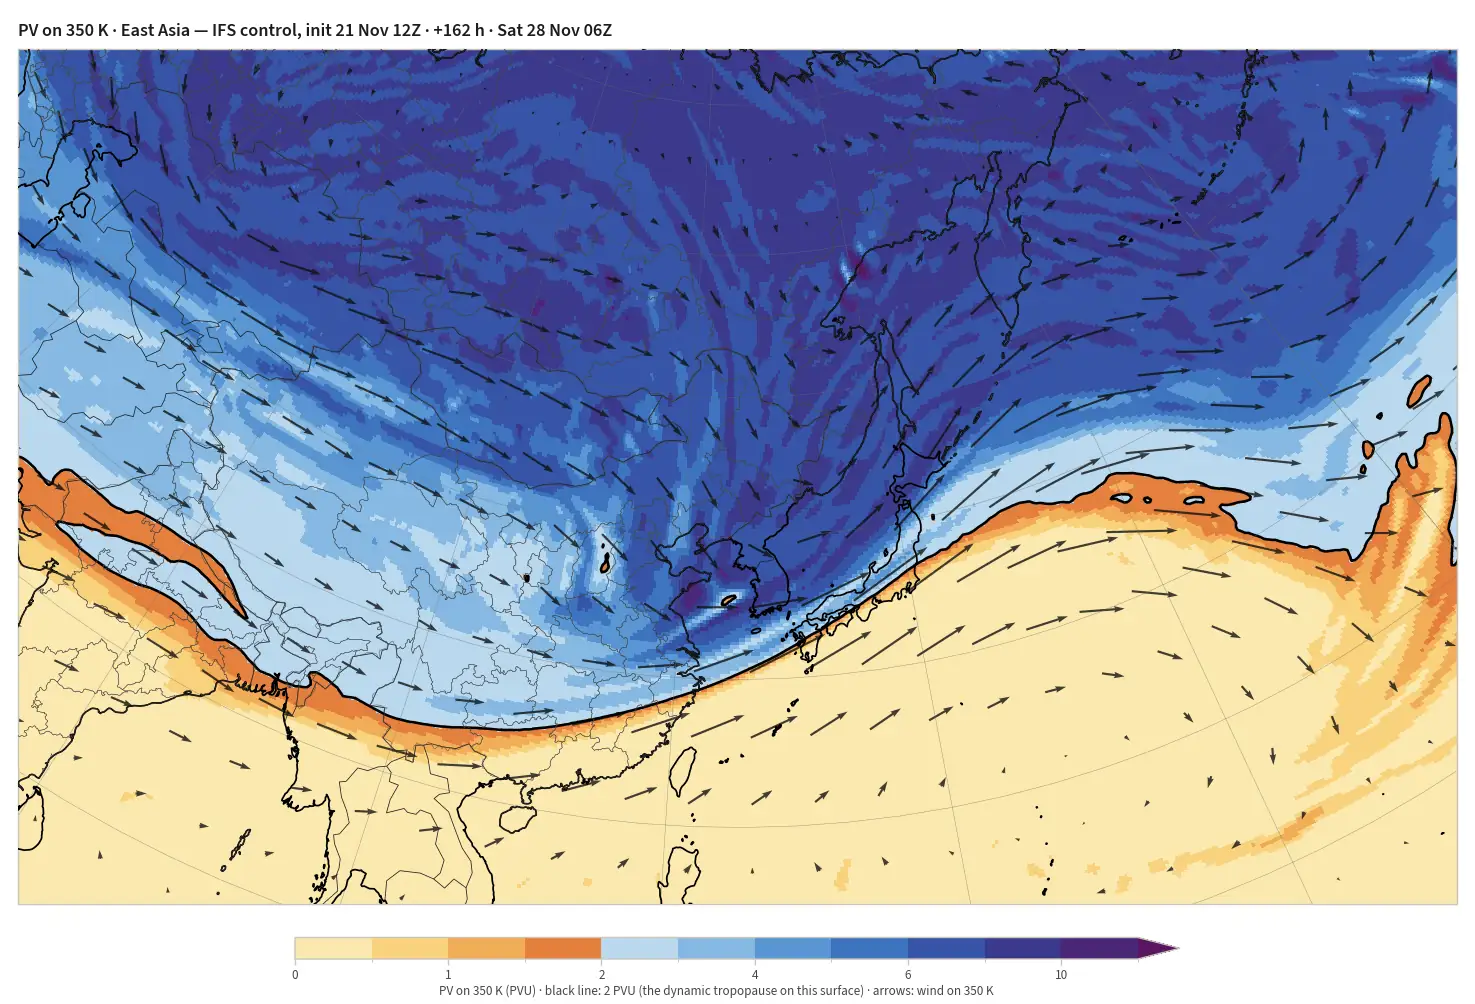 PV on 350 K · East Asia — IFS control, init 21 Nov 12Z · +162 h · Sat 28 Nov 06Z
0 1 2 4 6 10
PV on 350 K (PVU) · black line: 2 PVU (the dynamic tropopause on this surface) · arrows: wind on 350 K